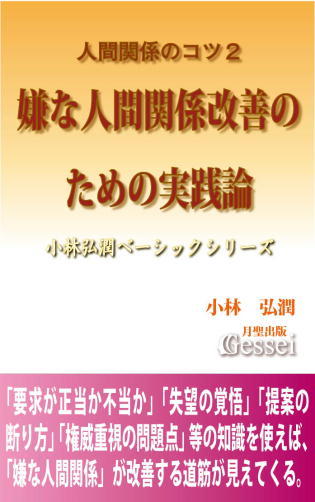 人間関係のコツ２
嫌な人間関係改善の
ための実践論
小林弘潤ベーシックシリーズ
小林　弘潤
月聖出版
Gessei
「要求が正当か不当か」「失望の覚悟」「提案の
断り方」「権威重視の問題点」等の知識を使えば、
「嫌な人間関係」が改善する道筋が見えてくる。